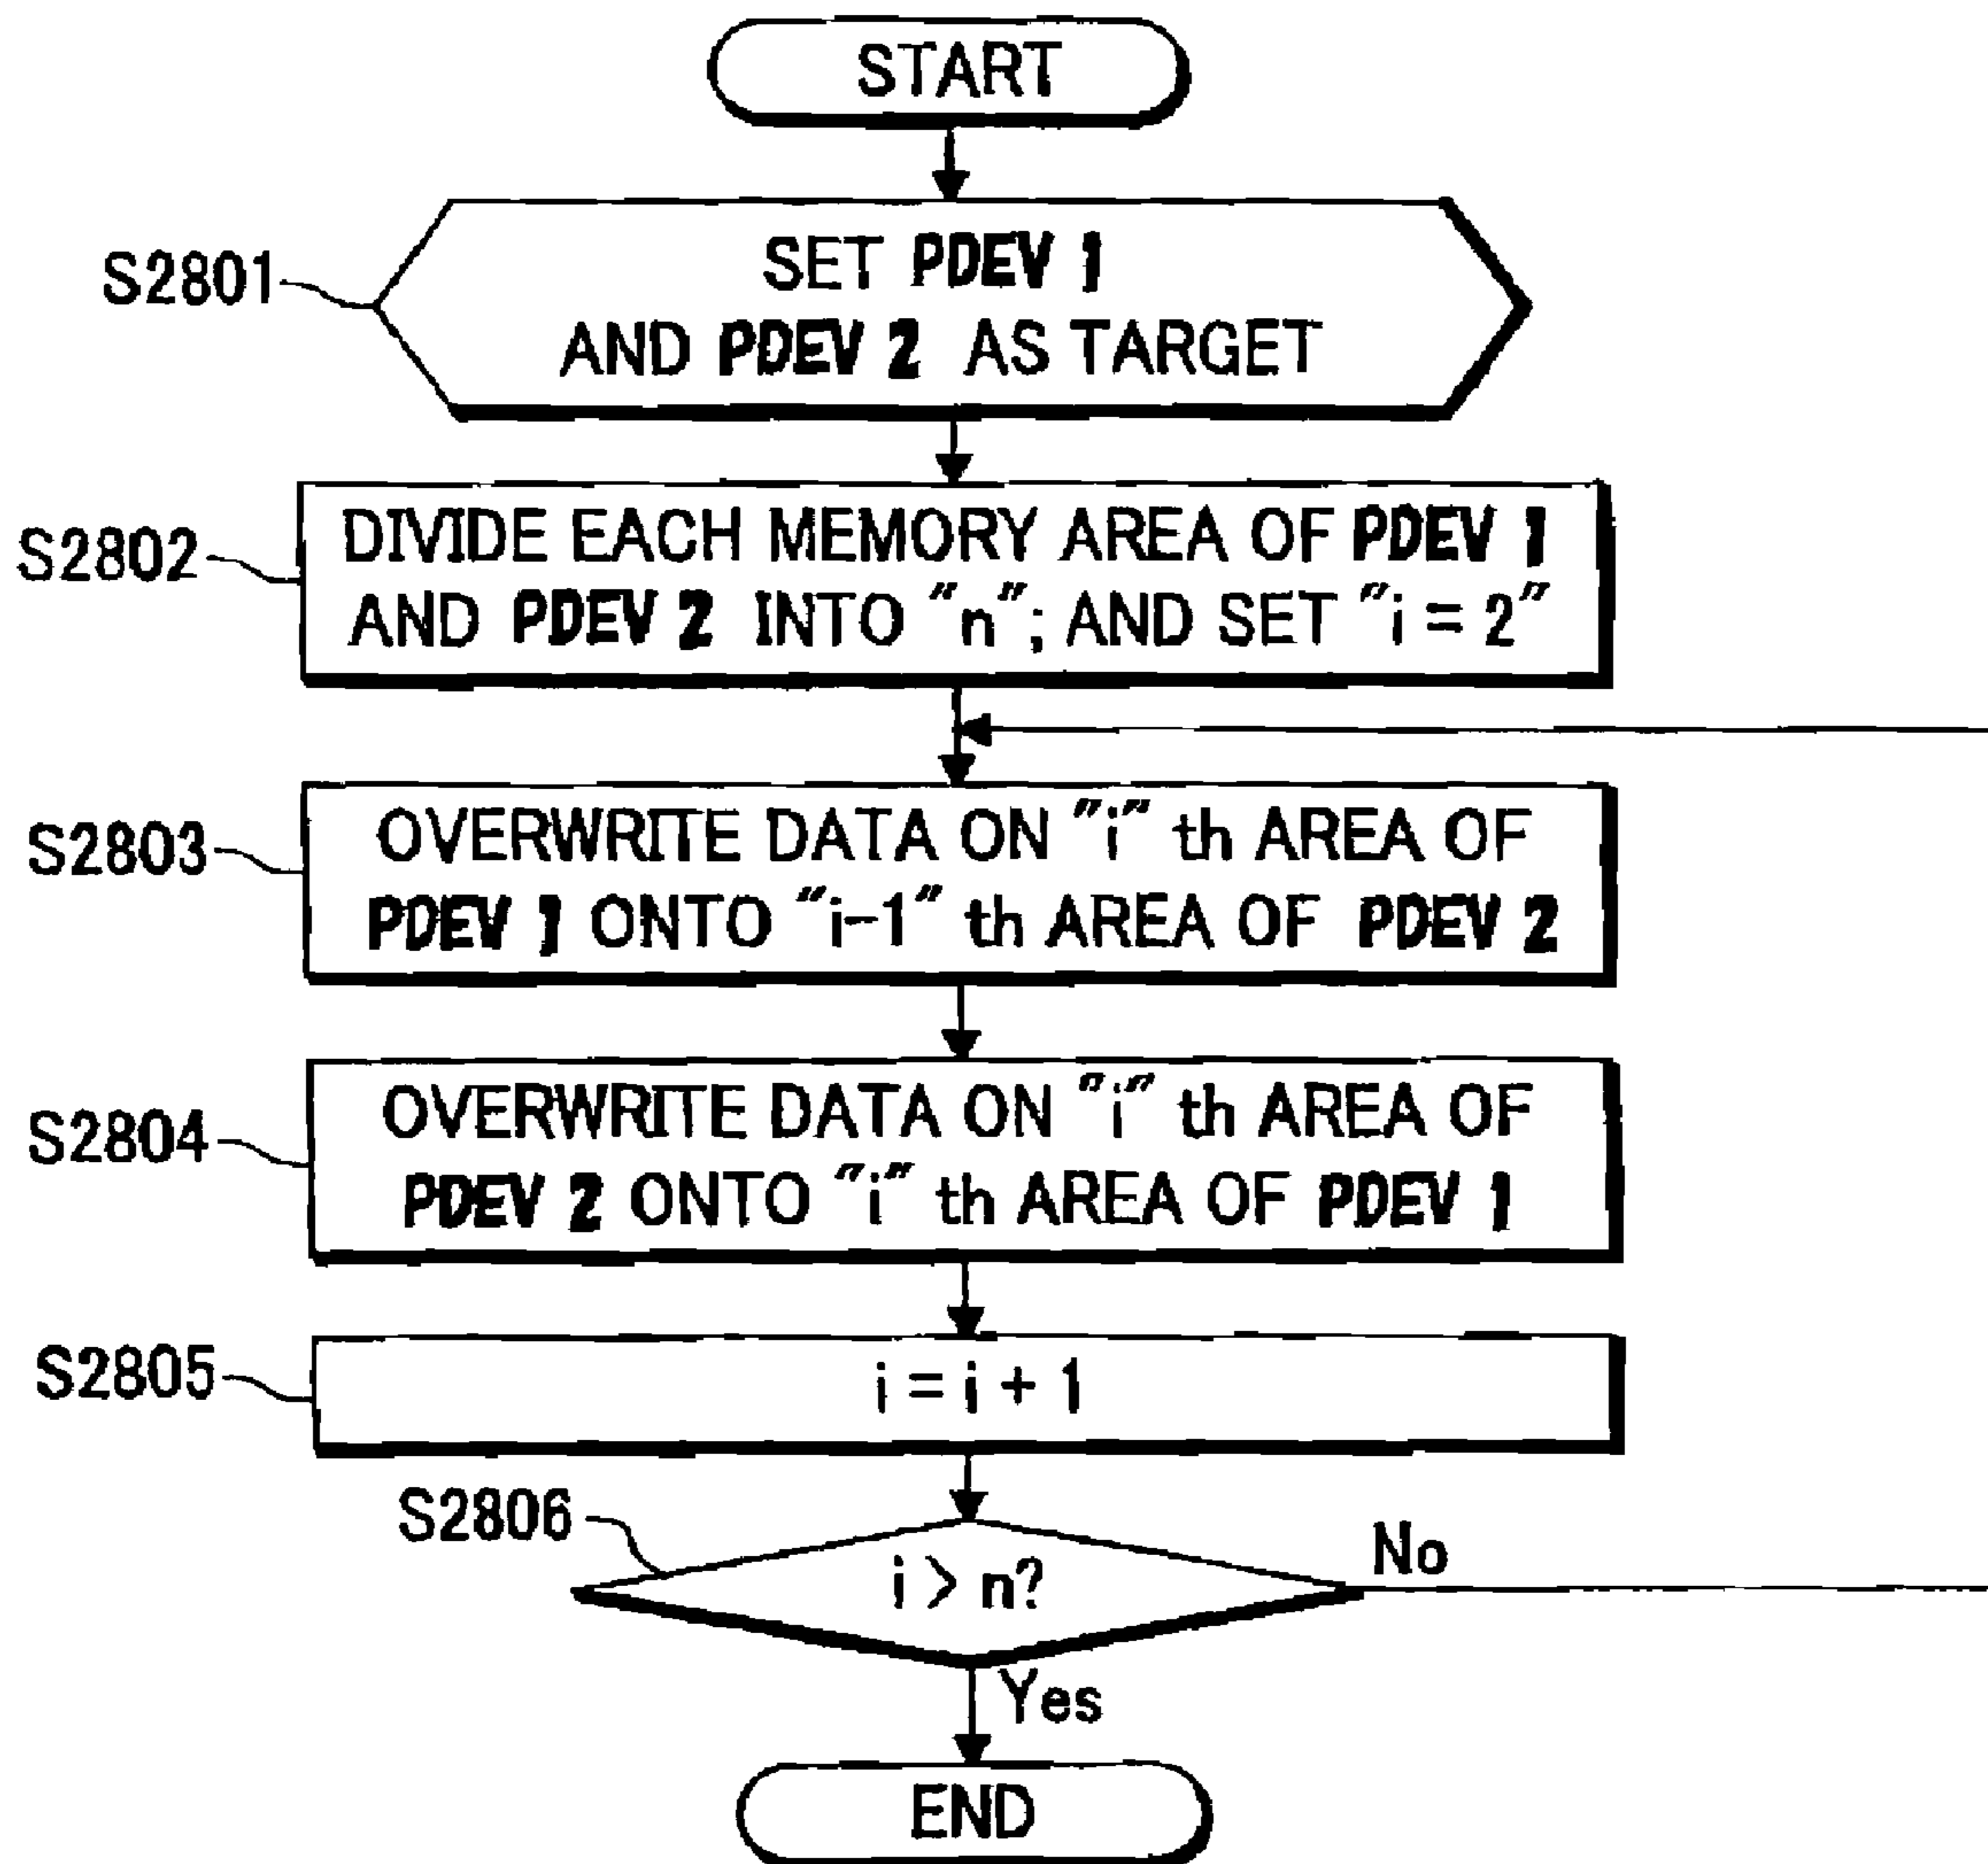 START
S2801
SET PDEV 1
AND PDEV 2 AS TARGET
S2802
DIVIDE EACH MEMORY AREA OF PDEV 1
AND PDEV 2 INTO "n"; AND SET "i = 2"
S2803
OVERWRITE DATA ON "i" th AREA OF
PDEV 1 ONTO "i-1" th AREA OF PDEV 2
S2804
OVERWRITE DATA ON "i" th AREA OF
PDEV 2 ONTO "i" th AREA OF PDEV 1
S2805
i = i + 1
S2806
i > n?
No
Yes
END